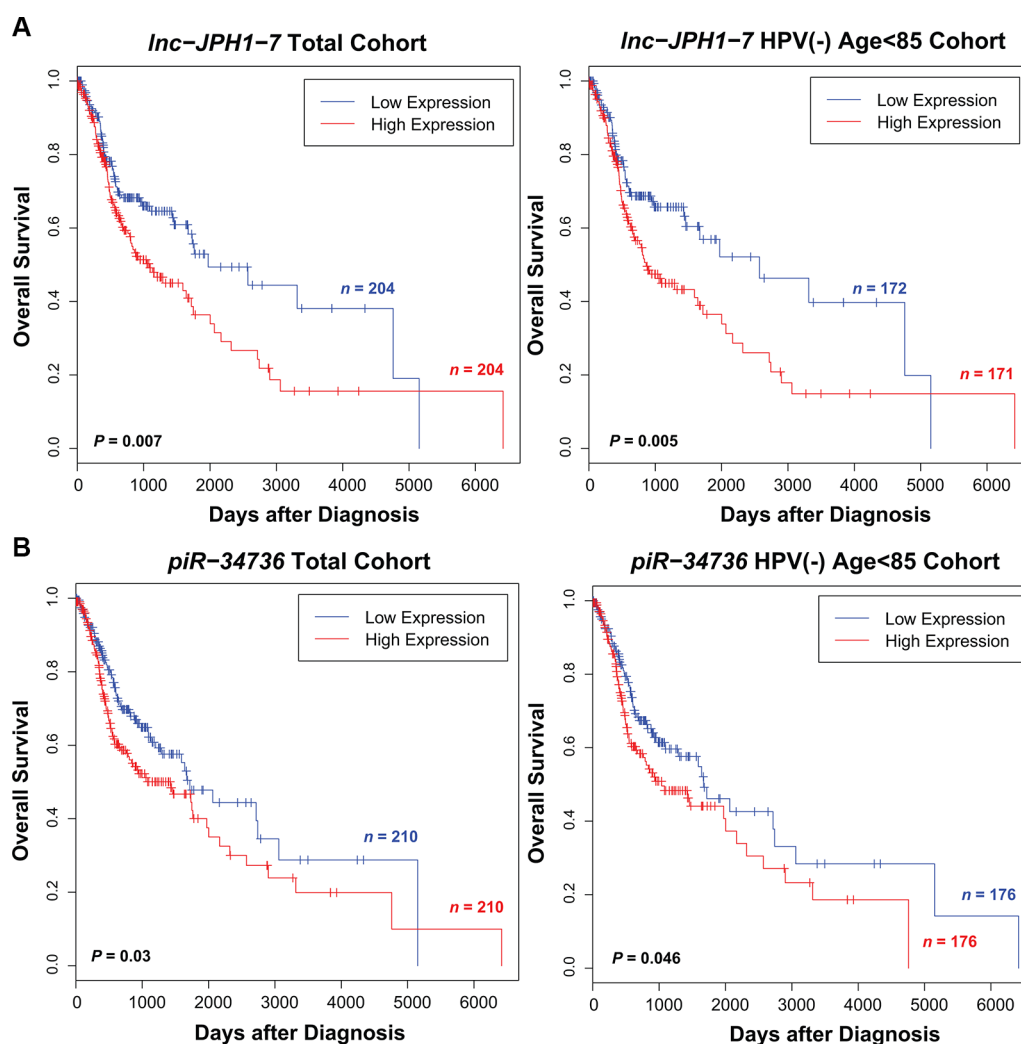 A
lnc−JPH1−7 Total Cohort
Overall Survival
1.0
0.8
0.6
0.4
0.2
0.0
Low Expression
High Expression
n = 204
n = 204
P = 0.007
0 1000 2000 3000 4000 5000 6000
Days after Diagnosis
lnc−JPH1−7 HPV(-) Age<85 Cohort
Overall Survival
1.0
0.8
0.6
0.4
0.2
0.0
Low Expression
High Expression
n = 172
n = 171
P = 0.005
0 1000 2000 3000 4000 5000 6000
Days after Diagnosis
B
piR−34736 Total Cohort
Overall Survival
1.0
0.8
0.6
0.4
0.2
0.0
Low Expression
High Expression
n = 210
n = 210
P = 0.03
0 1000 2000 3000 4000 5000 6000
Days after Diagnosis
piR−34736 HPV(-) Age<85 Cohort
Overall Survival
1.0
0.8
0.6
0.4
0.2
0.0
Low Expression
High Expression
n = 176
n = 176
P = 0.046
0 1000 2000 3000 4000 5000 6000
Days after Diagnosis